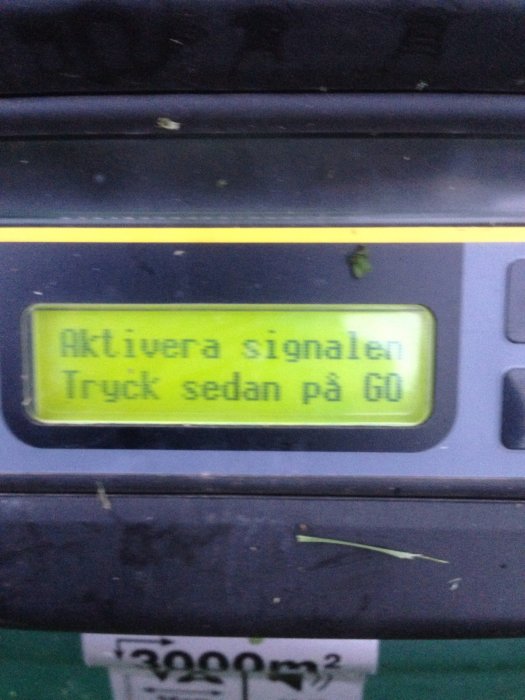 Aktivera signalen
Tryck sedan på GO
3000m²